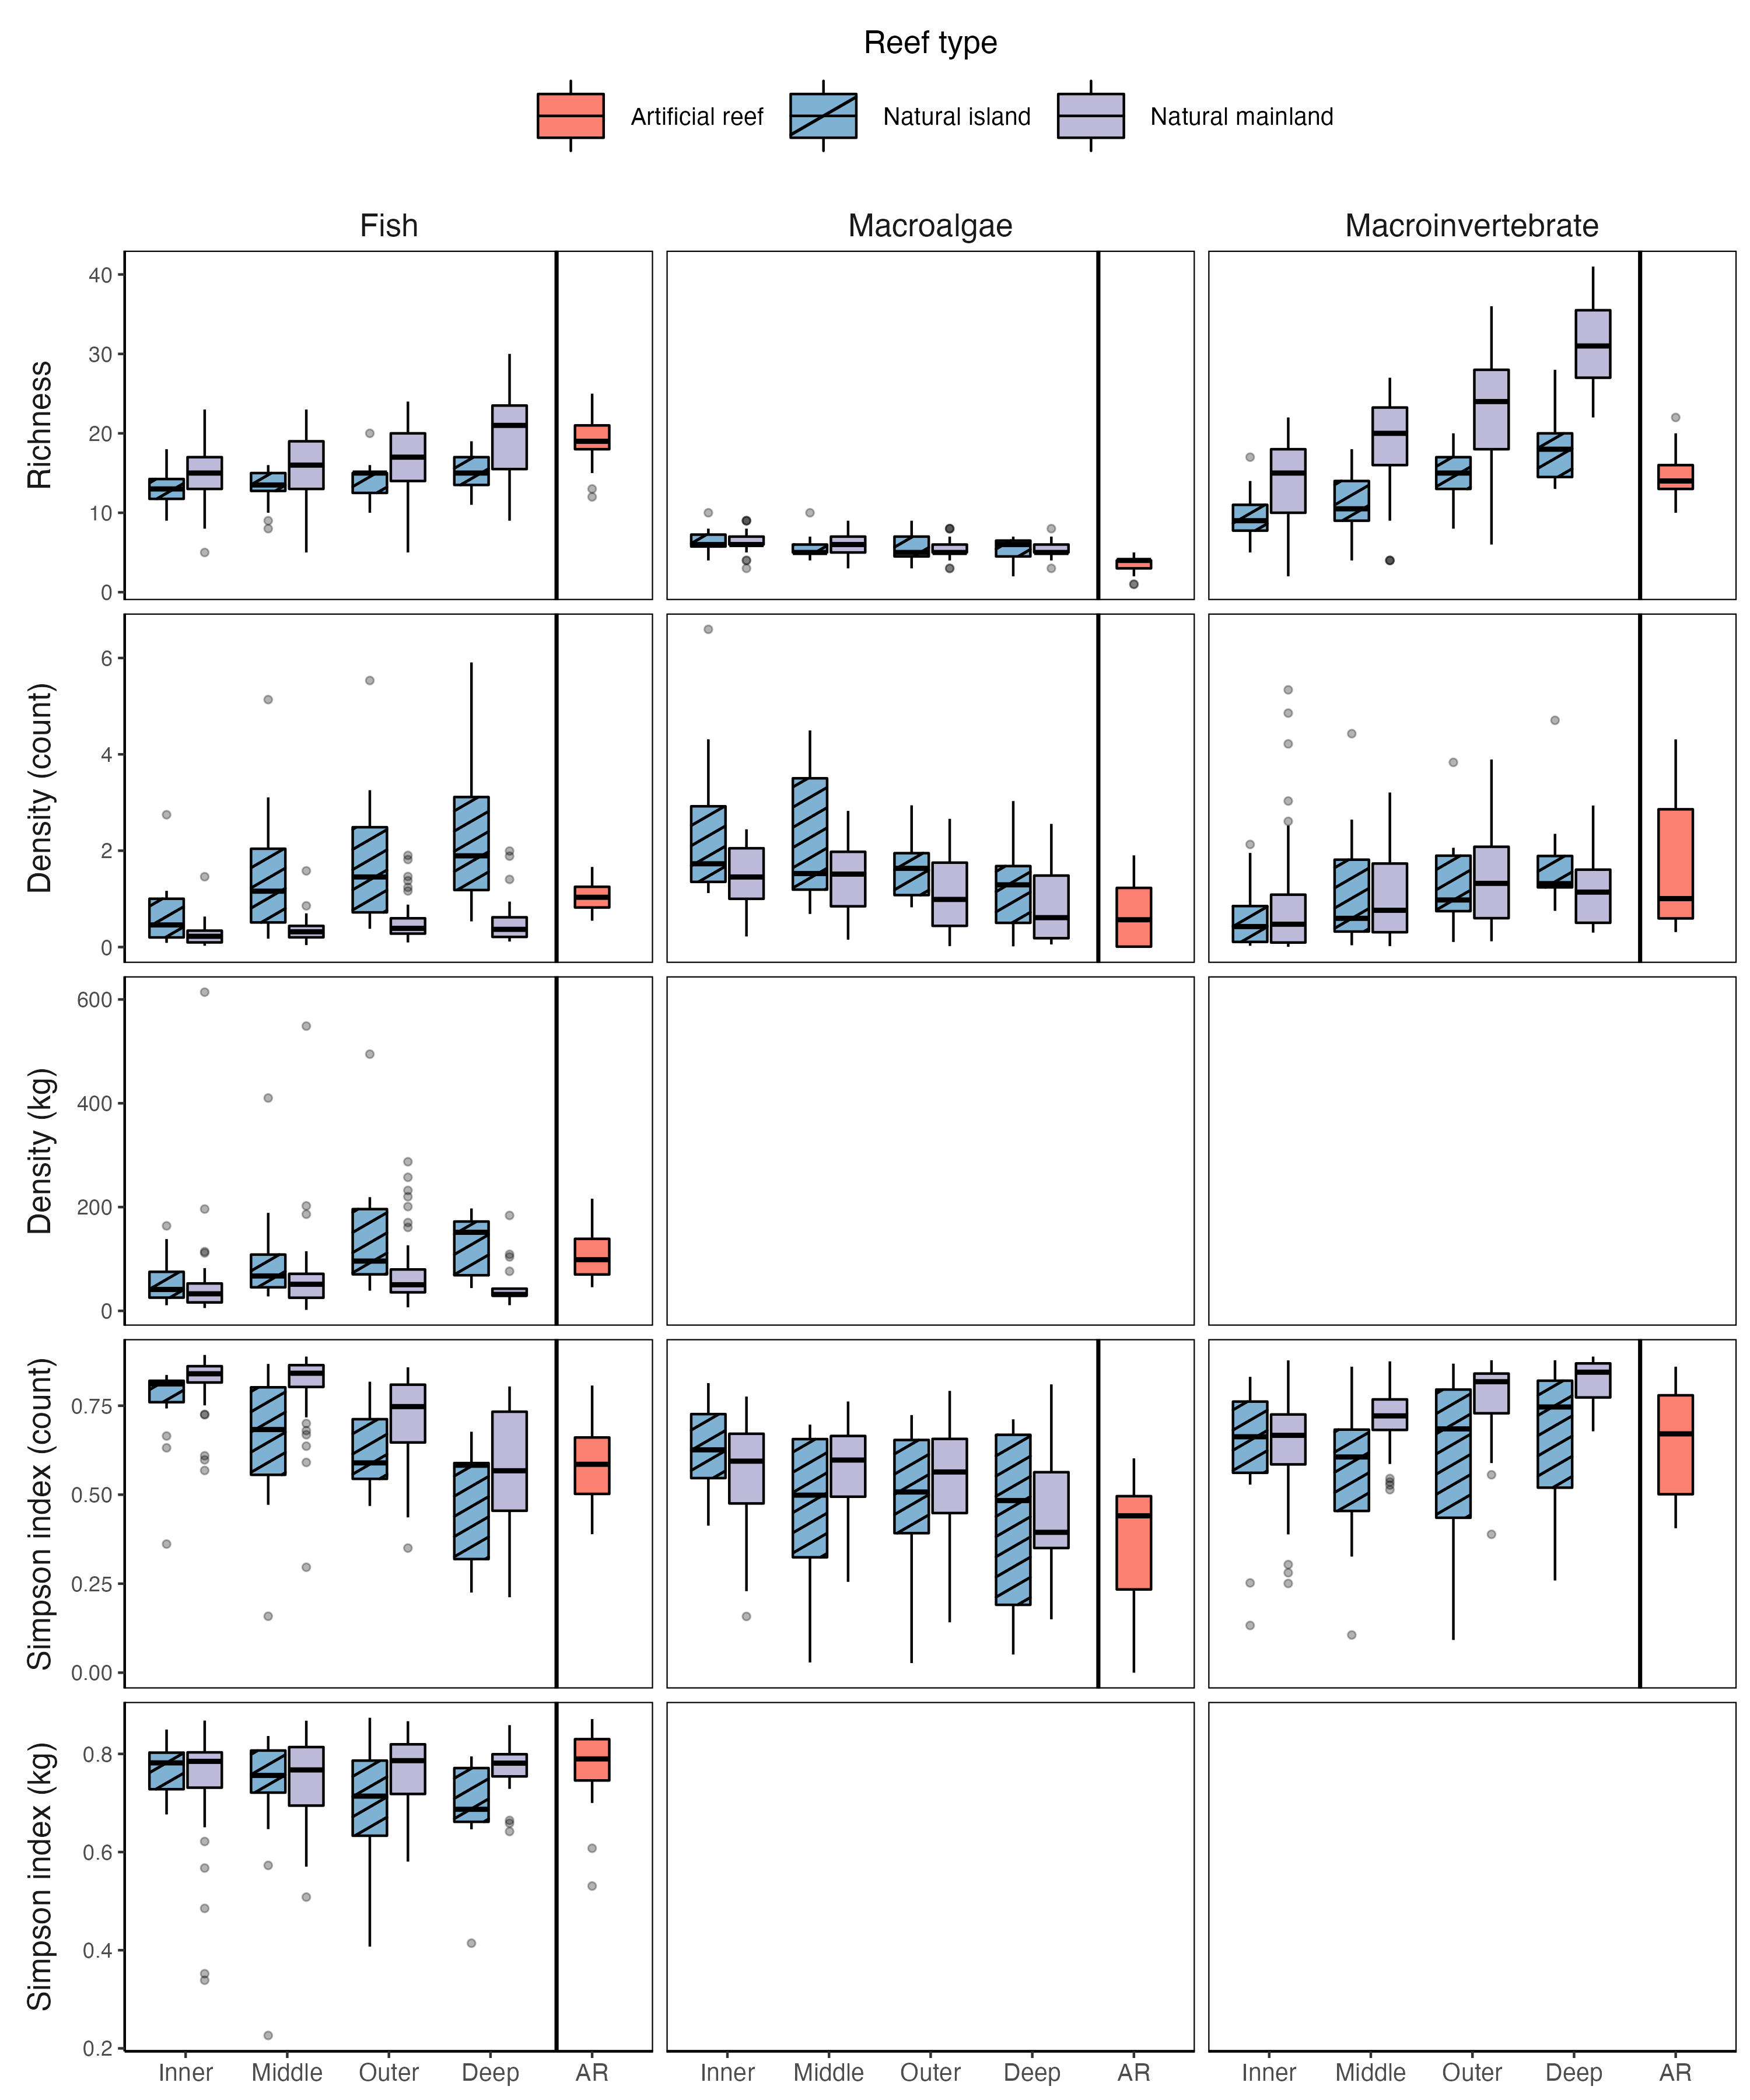 Reef type
Artificial reef Natural island Natural mainland
Fish Macroalgae Macroinvertebrate
Richness
40
30
20
10
0
Density (count)
6
4
2
0
Density (kg)
600
400
200
0
Simpson index (count)
0.75
0.50
0.25
0.00
Simpson index (kg)
0.8
0.6
0.4
0.2
Inner Middle Outer Deep AR Inner Middle Outer Deep AR Inner Middle Outer Deep AR